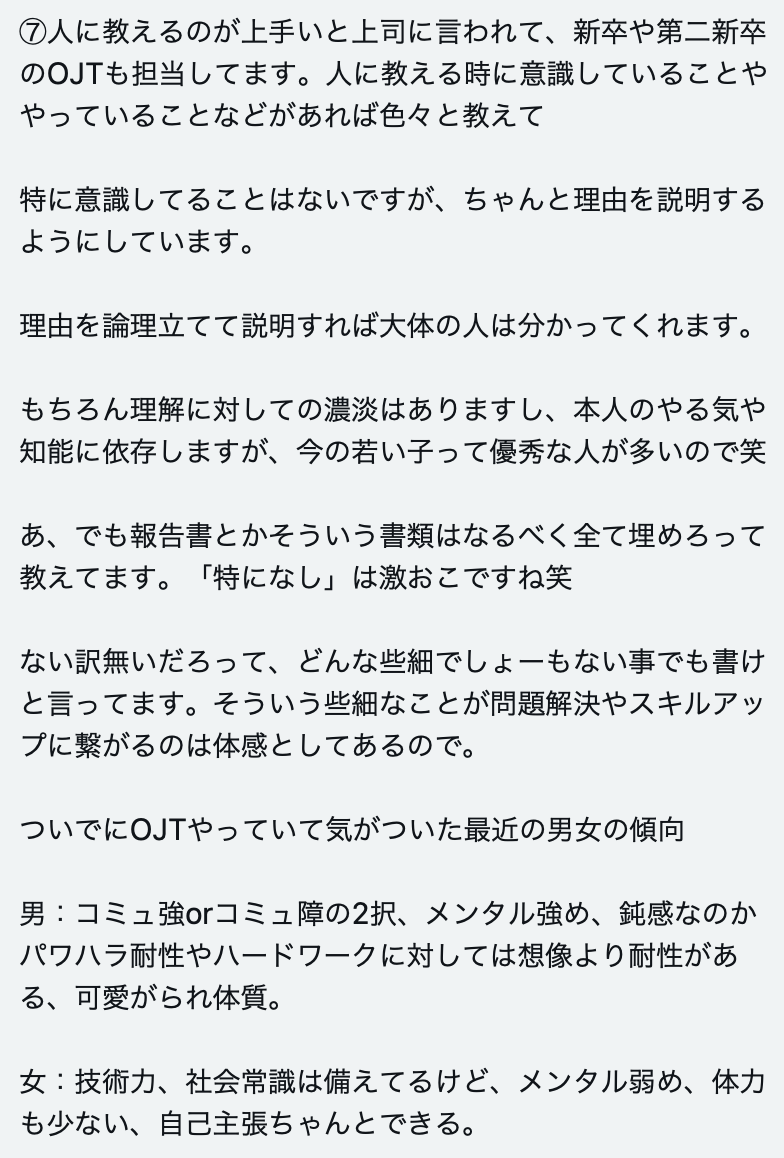 ⑦人に教えるのが上手いと上司に言われて、新卒や第二新卒
のOJTも担当してます。人に教える時に意識していることや
やっていることなどがあれば色々と教えて
特に意識してることはないですが、ちゃんと理由を説明する
ようにしています。
理由を論理立てて説明すれば大体の人は分かってくれます。
もちろん理解に対しての濃淡はありますし、本人のやる気や
知能に依存しますが、今の若い子って優秀な人が多いので笑
あ、でも報告書とかそういう書類はなるべく全て埋めろって
教えてます。「特になし」は激おこですね笑
ない訳無いだろって、どんな些細でしょーもない事でも書け
と言ってます。そういう些細なことが問題解決やスキルアッ
プに繋がるのは体感としてあるので。
ついでにOJTやっていて気がついた最近の男女の傾向
男：コミュ強orコミュ障の2択、メンタル強め、鈍感なのか
パワハラ耐性やハードワークに対しては想像より耐性があ
る、可愛がられ体質。
女：技術力、社会常識は備えてるけど、メンタル弱め、体力
も少ない、自己主張ちゃんとできる。